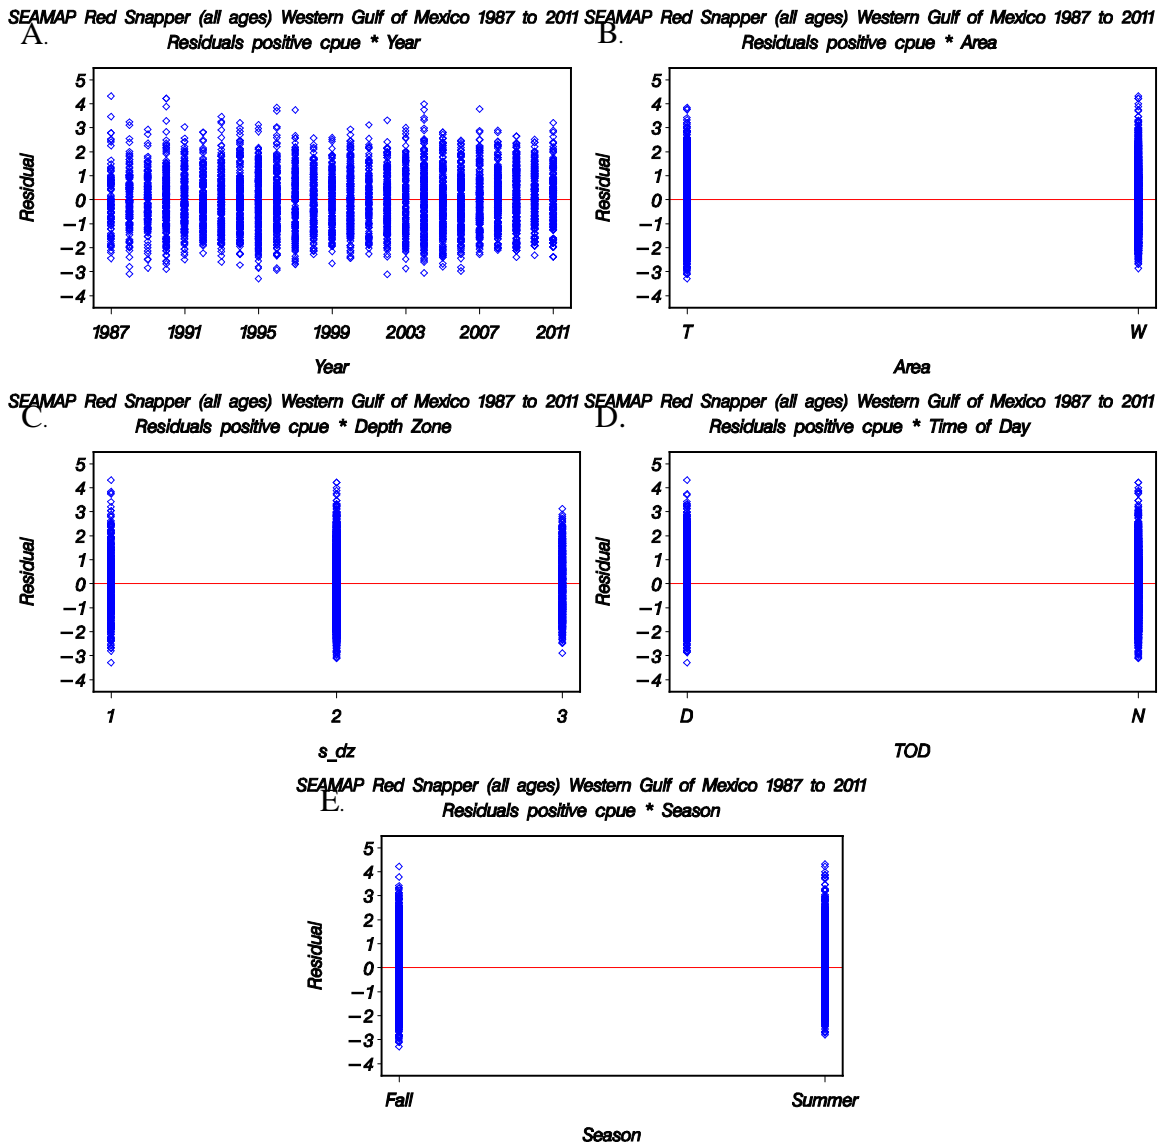 SEAMAP Red Snapper (all ages) Western Gulf of Mexico 1987 to 2011
A.
Residuals positive cpue * Year
5
4
3
2
1
0
−1
−2
−3
−4
Residual
1987 1991 1995 1999 2003 2007 2011
Year
SEAMAP Red Snapper (all ages) Western Gulf of Mexico 1987 to 2011
B.
Residuals positive cpue * Area
5
4
3
2
1
0
−1
−2
−3
−4
Residual
T W
Area
SEAMAP Red Snapper (all ages) Western Gulf of Mexico 1987 to 2011
C.
Residuals positive cpue * Depth Zone
5
4
3
2
1
0
−1
−2
−3
−4
Residual
1 2 3
s_dz
SEAMAP Red Snapper (all ages) Western Gulf of Mexico 1987 to 2011
D.
Residuals positive cpue * Time of Day
5
4
3
2
1
0
−1
−2
−3
−4
Residual
D N
TOD
SEAMAP Red Snapper (all ages) Western Gulf of Mexico 1987 to 2011
E.
Residuals positive cpue * Season
5
4
3
2
1
0
−1
−2
−3
−4
Residual
Fall Summer
Season